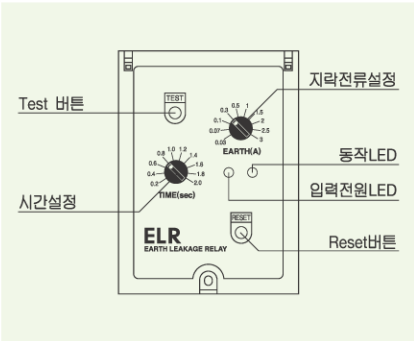 지락전류설정
Test 버튼
TEST
0.03 0.07 0.1 0.3 0.5 1 1.5 2 2.5 3
EARTH(A)
동작LED
0.2 0.4 0.6 0.8 1.0 1.2 1.4 1.6 1.8 2.0
TIME(sec)
입력전원LED
시간설정
RESET
Reset버튼
ELR
EARTH LEAKAGE RELAY